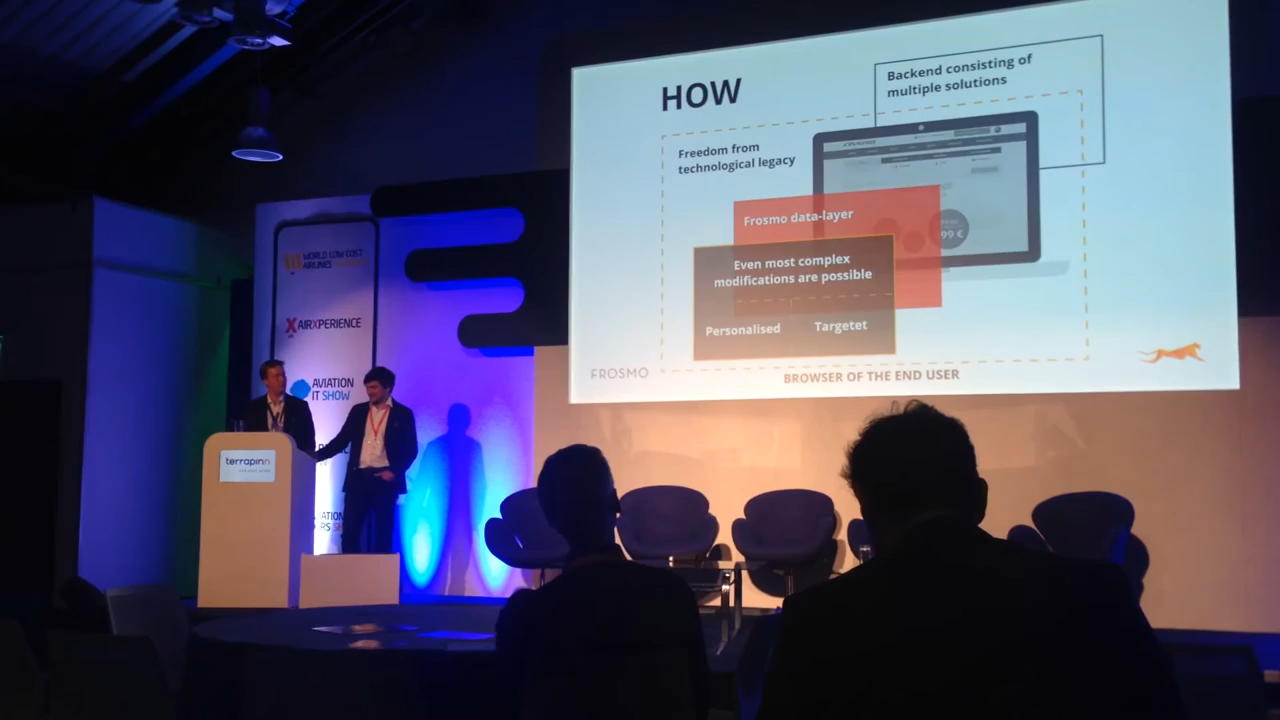 HOW
Backend consisting of
multiple solutions
Freedom from
technological legacy
Frosmo data-layer
99 €
Even most complex
modifications are possible
Personalised
Targetet
FROSMO
BROWSER OF THE END USER
WORLD LOW COST
AIRLINES
AIRXPERIENCE
AVIATION
IT SHOW
terrapinn